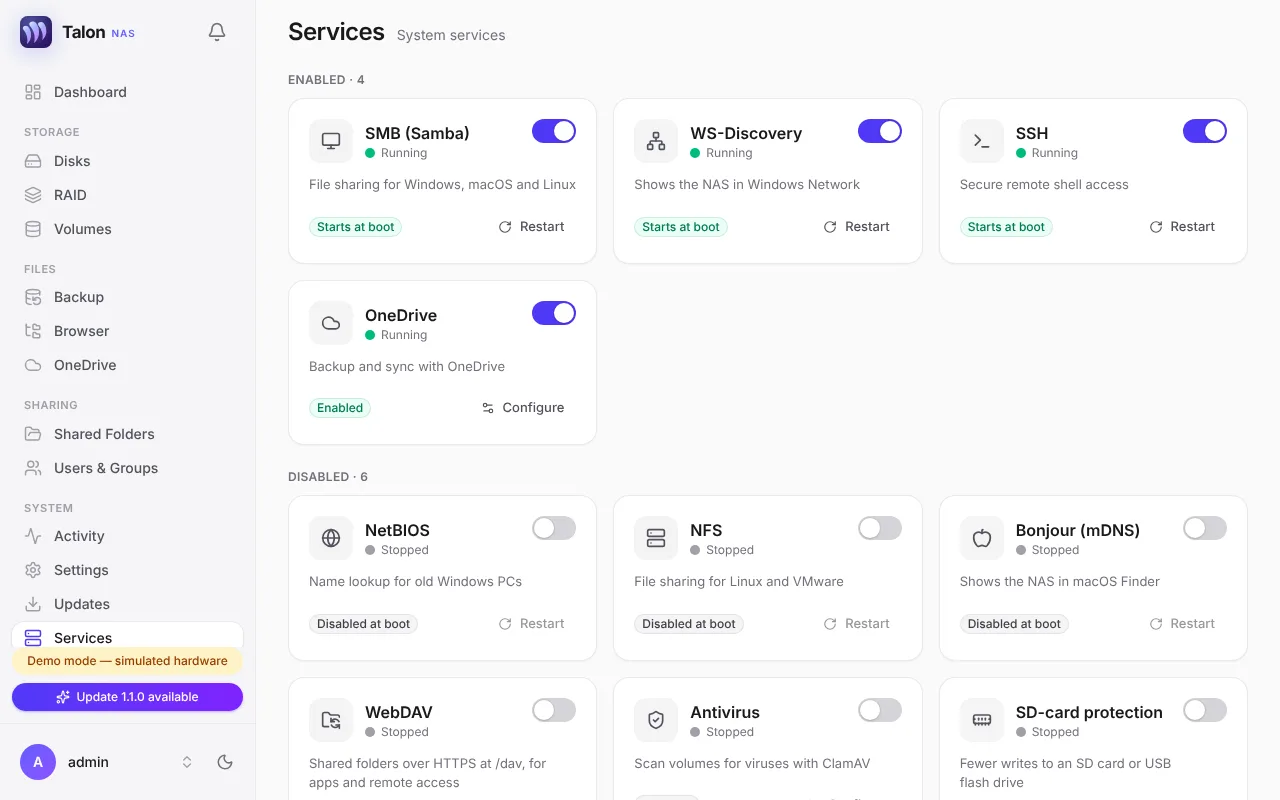 Talon NAS
Dashboard
STORAGE
Disks
RAID
Volumes
FILES
Backup
Browser
OneDrive
SHARING
Shared Folders
Users & Groups
SYSTEM
Activity
Settings
Updates
Services
Demo mode — simulated hardware
Update 1.1.0 available
A
admin
Services
System services
ENABLED · 4
SMB (Samba)
Running
File sharing for Windows, macOS and Linux
Starts at boot
Restart
WS-Discovery
Running
Shows the NAS in Windows Network
Starts at boot
Restart
SSH
Running
Secure remote shell access
Starts at boot
Restart
OneDrive
Running
Backup and sync with OneDrive
Enabled
Configure
DISABLED · 6
NetBIOS
Stopped
Name lookup for old Windows PCs
Disabled at boot
Restart
NFS
Stopped
File sharing for Linux and VMware
Disabled at boot
Restart
Bonjour (mDNS)
Stopped
Shows the NAS in macOS Finder
Disabled at boot
Restart
WebDAV
Stopped
Shared folders over HTTPS at /dav, for
apps and remote access
Antivirus
Stopped
Scan volumes for viruses with ClamAV
SD-card protection
Stopped
Fewer writes to an SD card or USB
flash drive